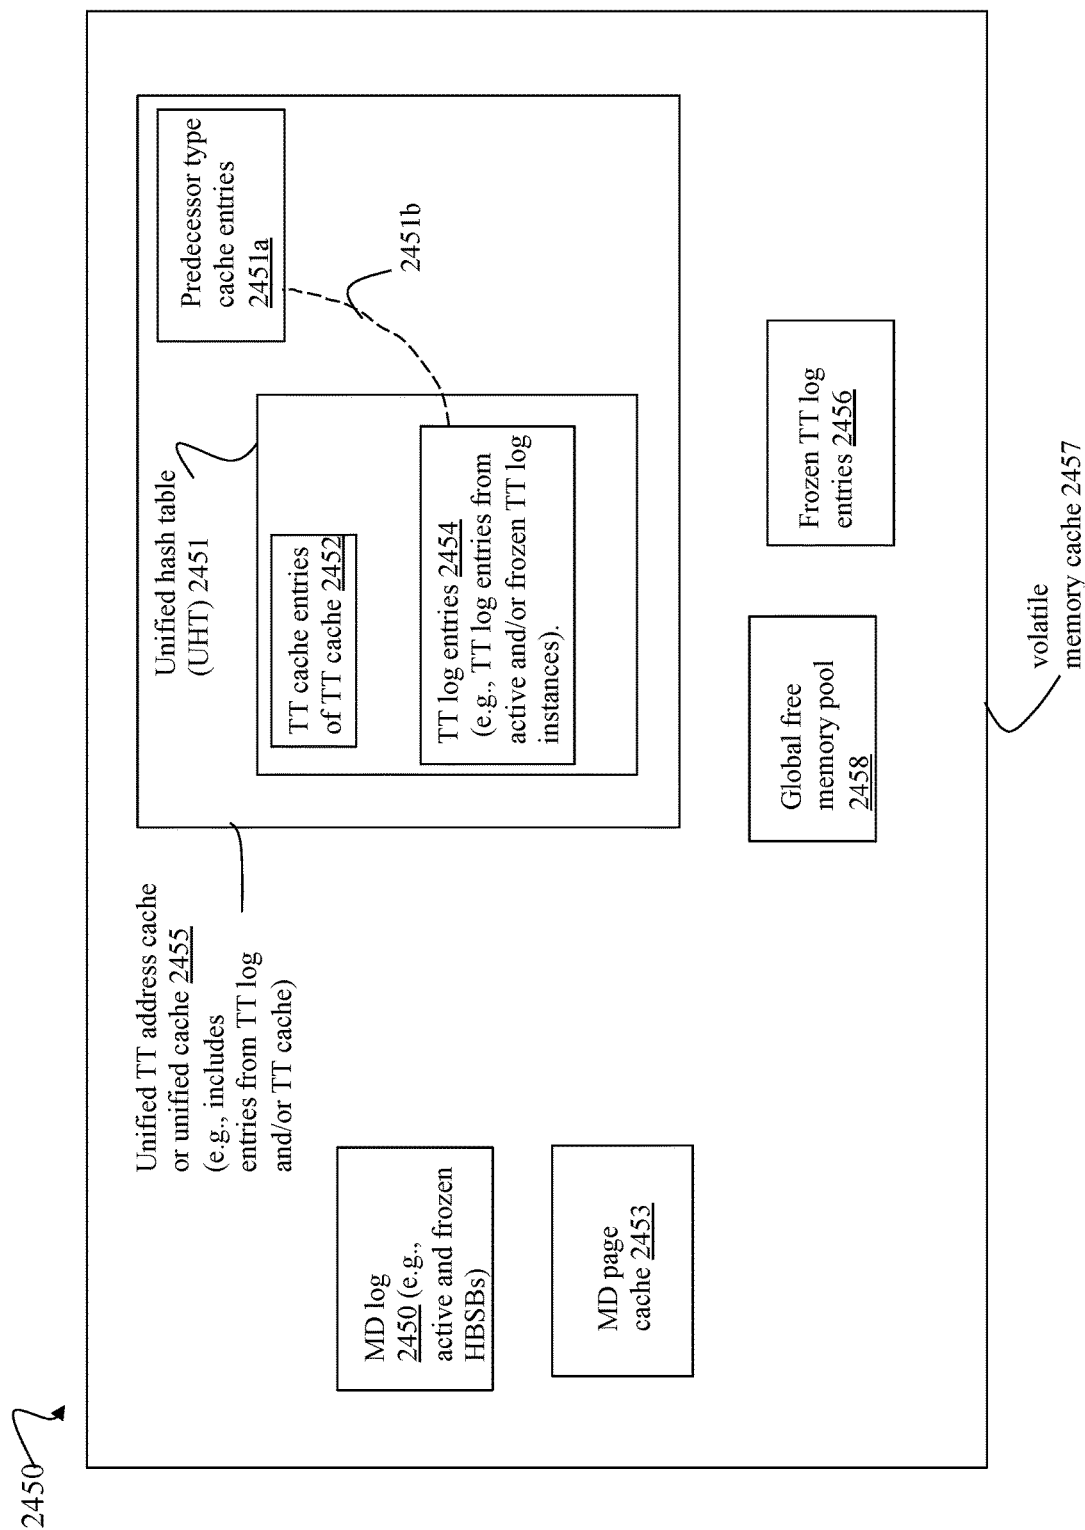 2450
Unified TT address cache
or unified cache 2455
(e.g., includes
entries from TT log
and/or TT cache)
Unified hash table
(UHT) 2451
Predecessor type
cache entries
2451a
2451b
TT cache entries
of TT cache 2452
TT log entries 2454
(e.g., TT log entries from
active and/or frozen TT log
instances).
MD log
2450 (e.g.,
active and frozen
HBSBs)
MD page
cache 2453
Global free
memory pool
2458
Frozen TT log
entries 2456
volatile
memory cache 2457